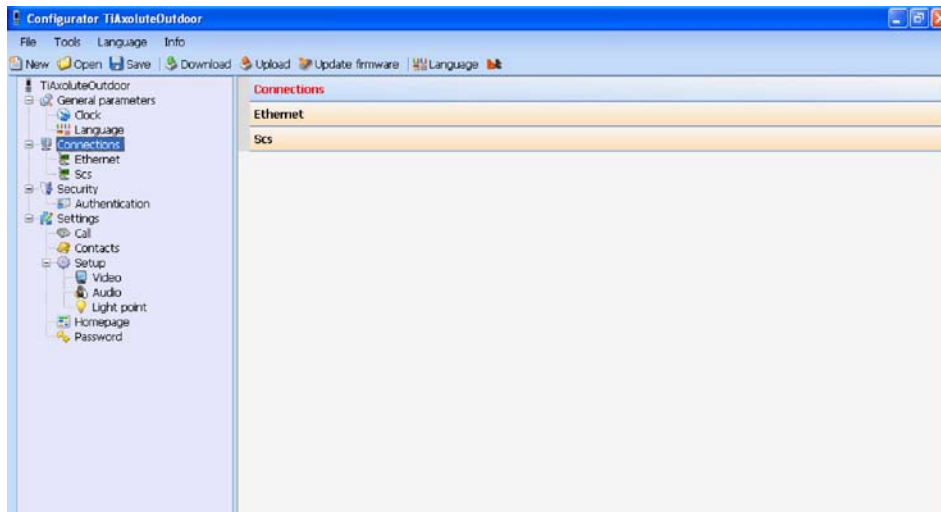 Configurator TiAxoluteOutdoor
File Tools Language Info
New Open Save Download Upload Update firmware Language
TiAxoluteOutdoor
General parameters
Clock
Language
Connections
Ethernet
Scs
Security
Authentication
Settings
Call
Contacts
Setup
Video
Audio
Light point
Homepage
Password
Connections
Ethernet
Scs